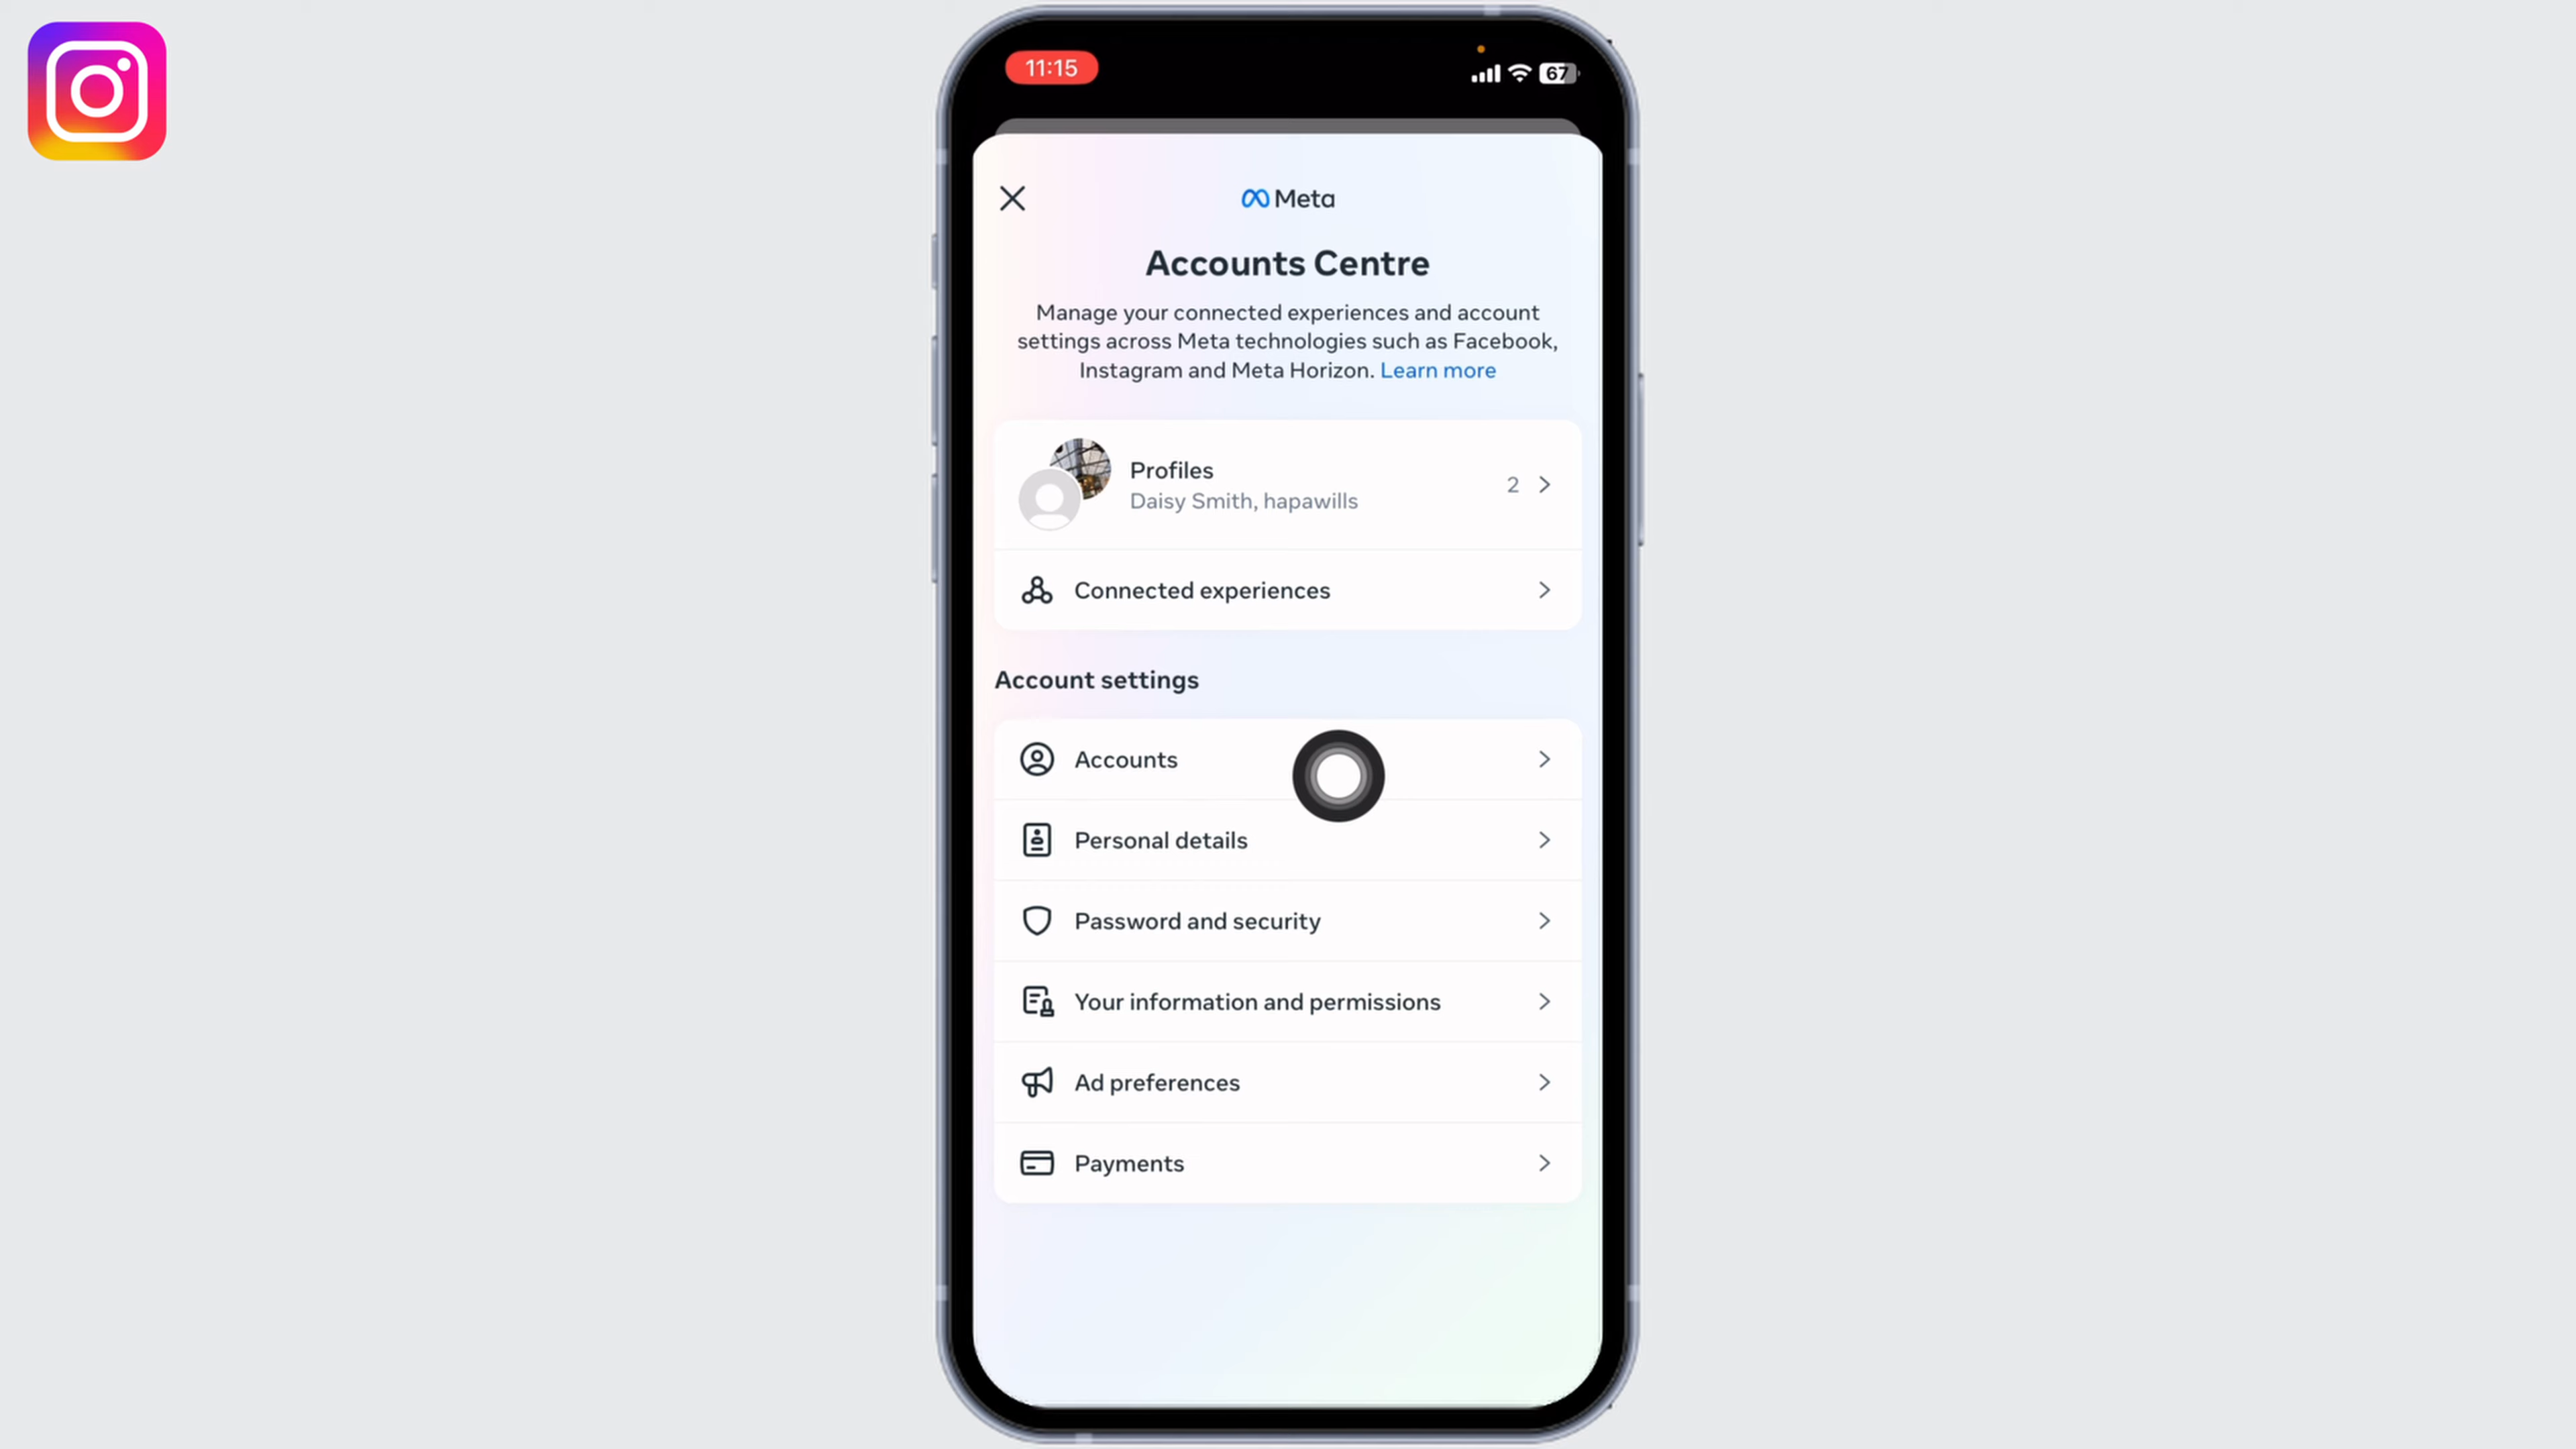 11:15
67
Meta
Accounts Centre
Manage your connected experiences and account
settings across Meta technologies such as Facebook,
Instagram and Meta Horizon. Learn more
Profiles
Daisy Smith, hapawills
2
Connected experiences
Account settings
Accounts
Personal details
Password and security
Your information and permissions
Ad preferences
Payments